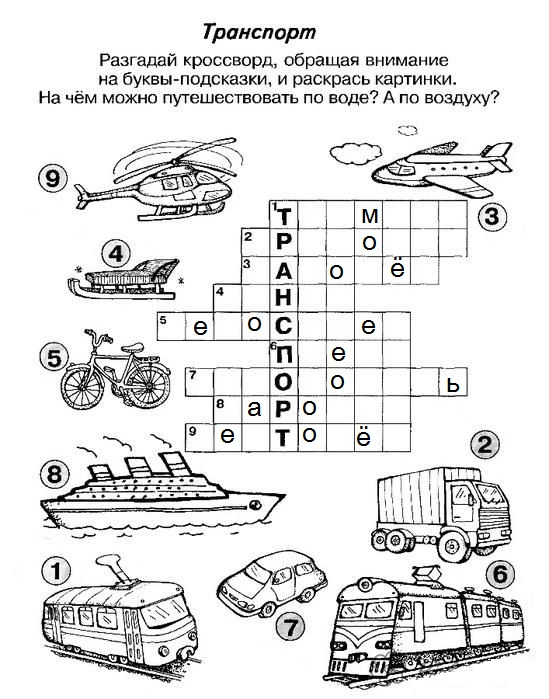 Транспорт
Разгадай кроссворд, обращая внимание
на буквы-подсказки, и раскрась картинки.
На чём можно путешествовать по воде? А по воздуху?
9
3
1 Т м
2 Р о
4
3 А о ё
4 Н
5 е о С е
5
6 П е
7 О о ь
8 а Р о
9 е Т о ё
8
2
1
7
6